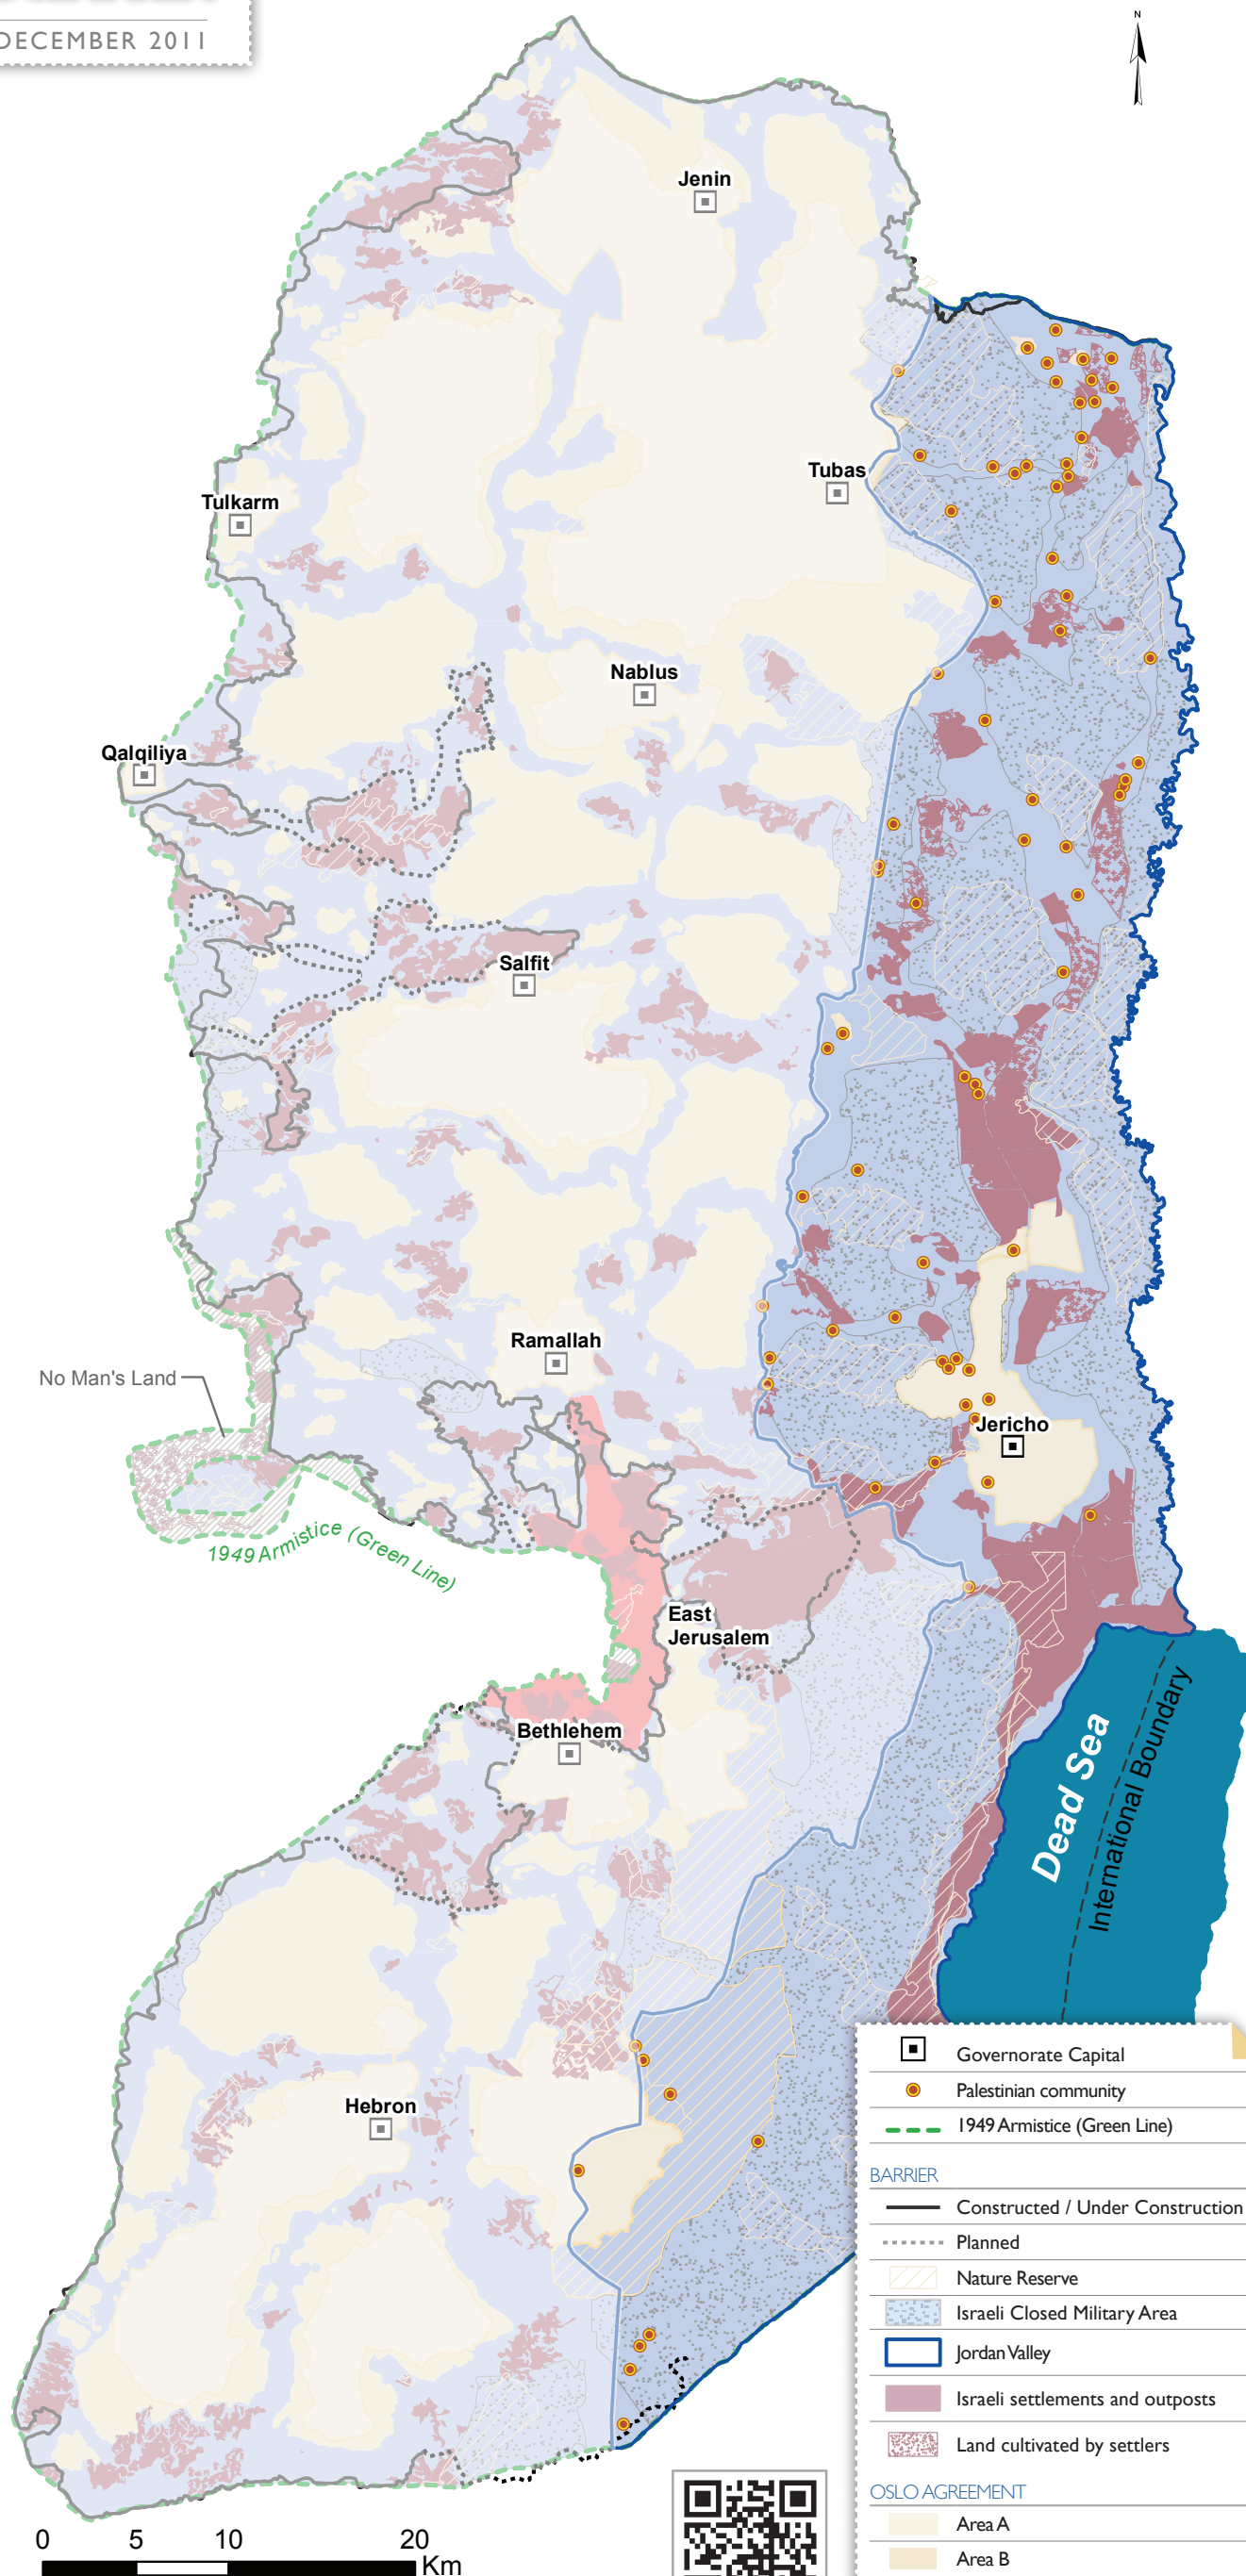 DECEMBER 2011
N
Jenin
Tubas
Tulkarm
Nablus
Qalqiliya
Salfit
Ramallah
No Man's Land
Jericho
1949 Armistice (Green Line)
East
Jerusalem
Bethlehem
Dead Sea
International Boundary
Hebron
Governorate Capital
Palestinian community
1949 Armistice (Green Line)
BARRIER
Constructed / Under Construction
Planned
Nature Reserve
Israeli Closed Military Area
Jordan Valley
Israeli settlements and outposts
Land cultivated by settlers
OSLO AGREEMENT
Area A
Area B
0 5 10 20
Km